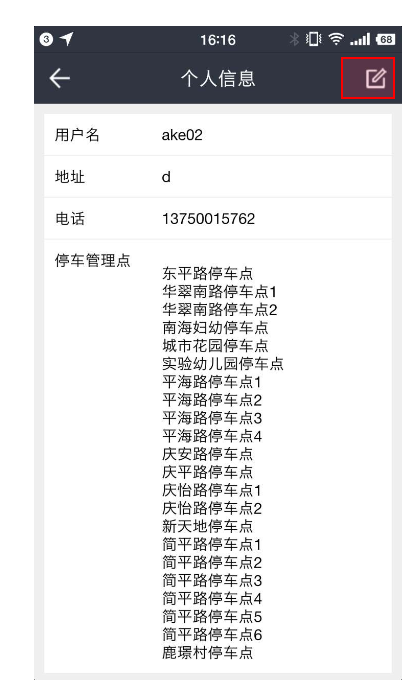 3 16:16 68
个人信息
用户名 ake02
地址 d
电话 13750015762
停车管理点
东平路停车点
华翠南路停车点1
华翠南路停车点2
南海妇幼停车点
城市花园停车点
实验幼儿园停车点
平海路停车点1
平海路停车点2
平海路停车点3
平海路停车点4
庆安路停车点
庆平路停车点
庆怡路停车点1
庆怡路停车点2
新天地停车点
简平路停车点1
简平路停车点2
简平路停车点3
简平路停车点4
简平路停车点5
简平路停车点6
鹿璟村停车点